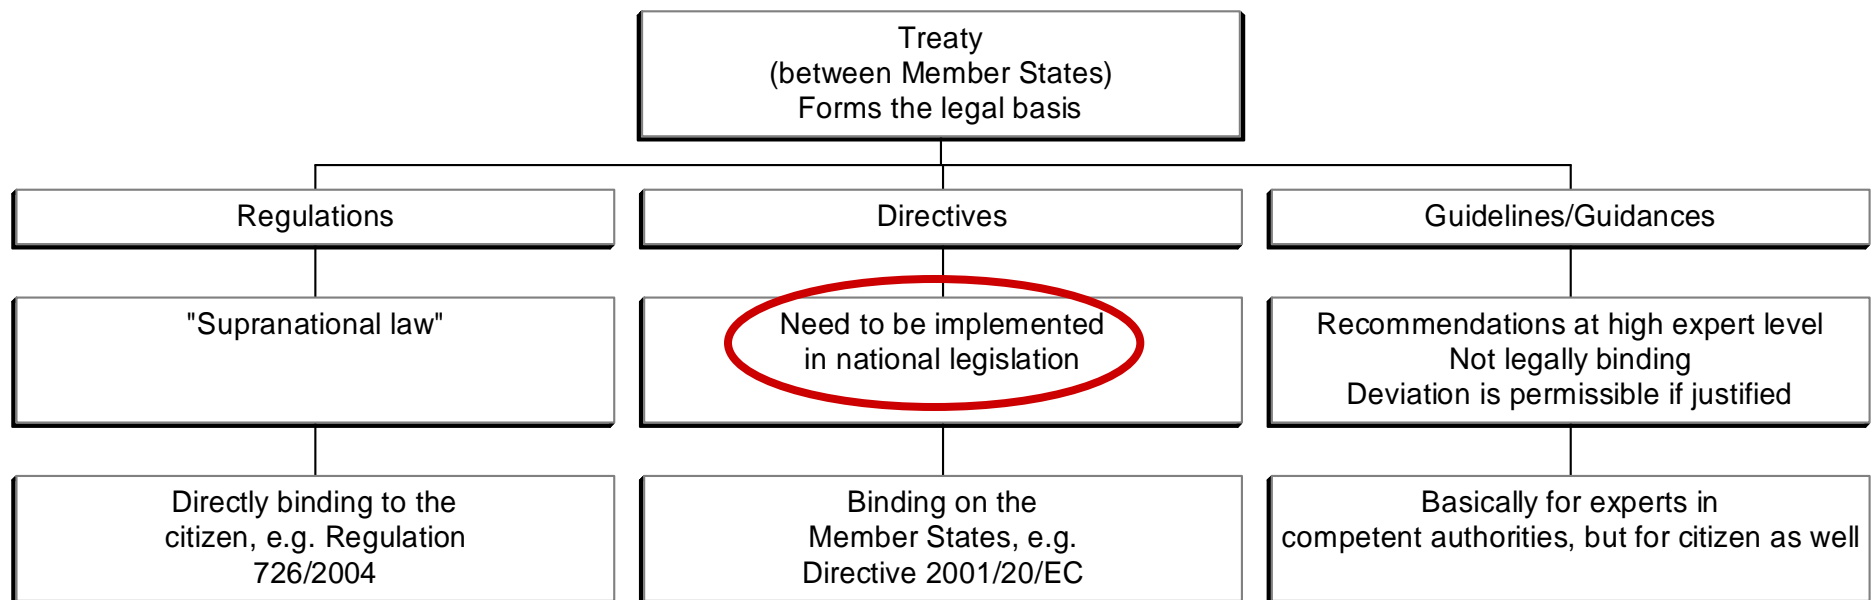 Treaty
(between Member States)
Forms the legal basis
Regulations
Directives
Guidelines/Guidances
"Supranational law"
Need to be implemented
in national legislation
Recommendations at high expert level
Not legally binding
Deviation is permissible if justified
Directly binding to the
citizen, e.g. Regulation
726/2004
Binding on the
Member States, e.g.
Directive 2001/20/EC
Basically for experts in
competent authorities, but for citizen as well